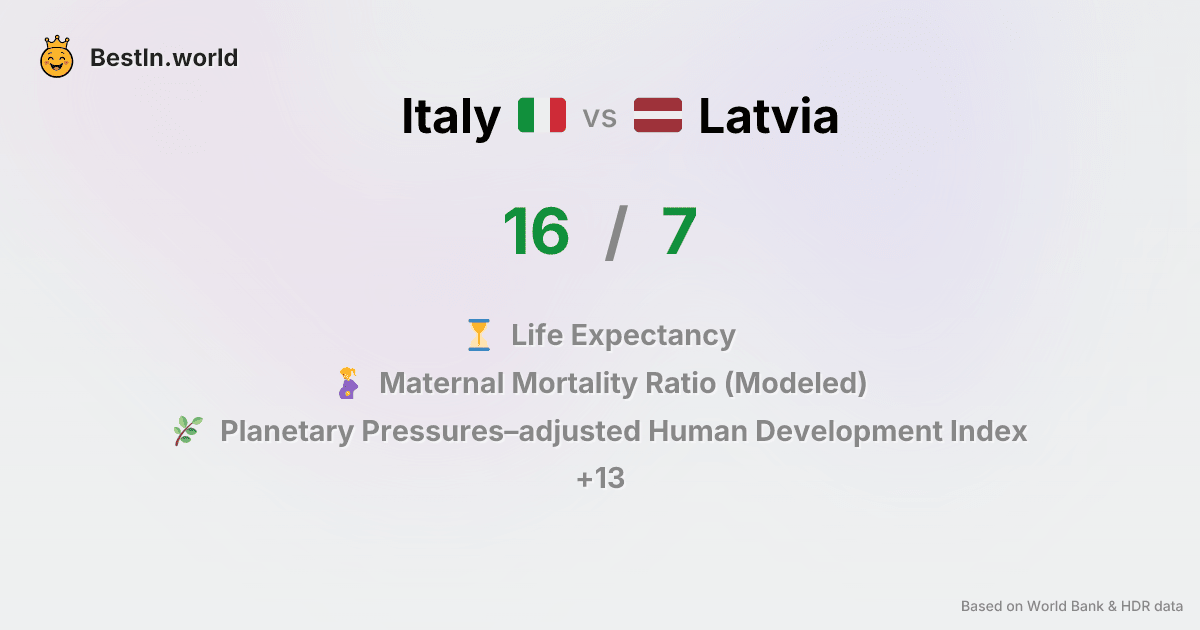 BestIn.world
Italy vs Latvia
16 / 7
Life Expectancy
Maternal Mortality Ratio (Modeled)
Planetary Pressures–adjusted Human Development Index
+13
Based on World Bank & HDR data